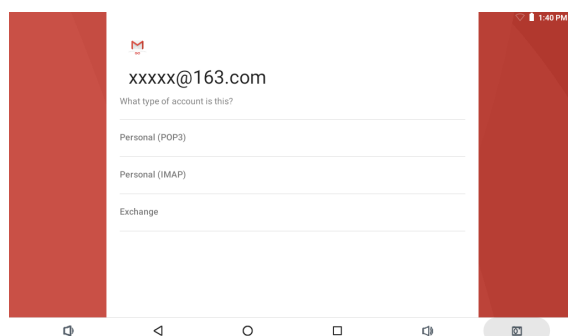 1:40 PM
xxxxx@163.com
What type of account is this?
Personal (POP3)
Personal (IMAP)
Exchange